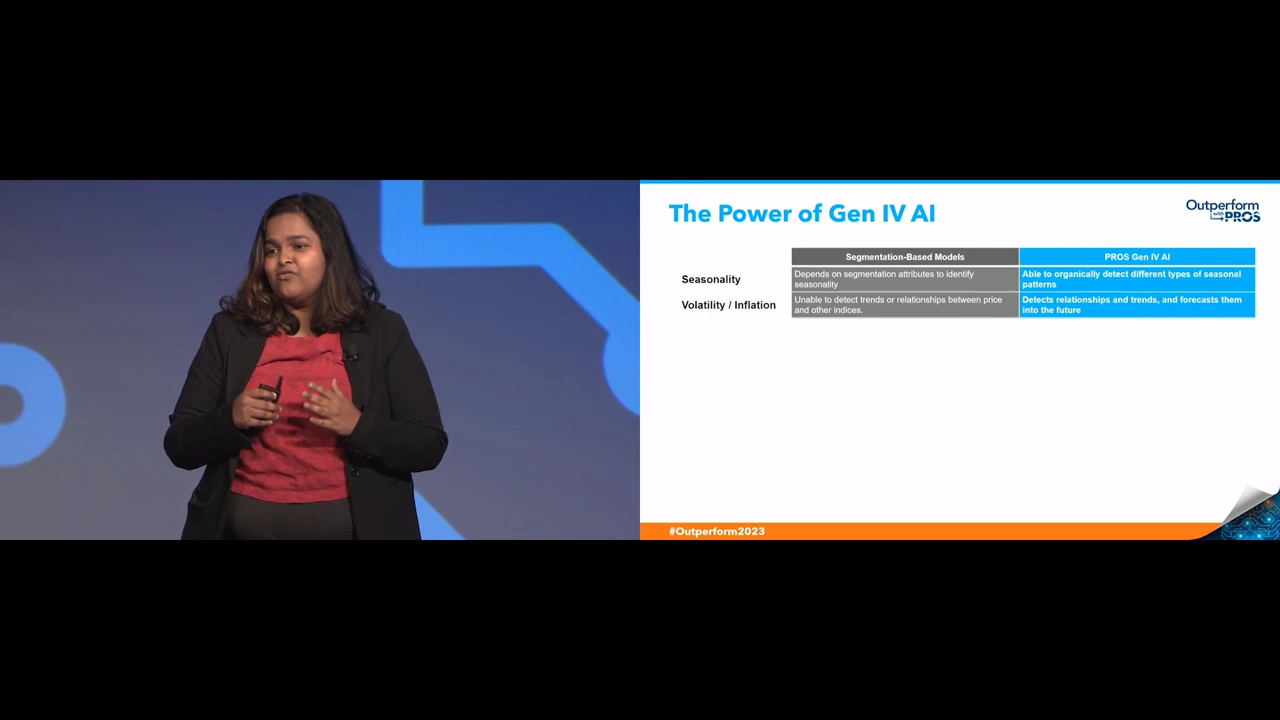 The Power of Gen IV AI
Outperform
with PROS
Segmentation-Based Models
PROS Gen IV AI
Seasonality
Depends on segmentation attributes to identify
seasonality
Able to organically detect different types of seasonal
patterns
Volatility / Inflation
Unable to detect trends or relationships between price
and other indices.
Detects relationships and trends, and forecasts them
into the future
#Outperform2023